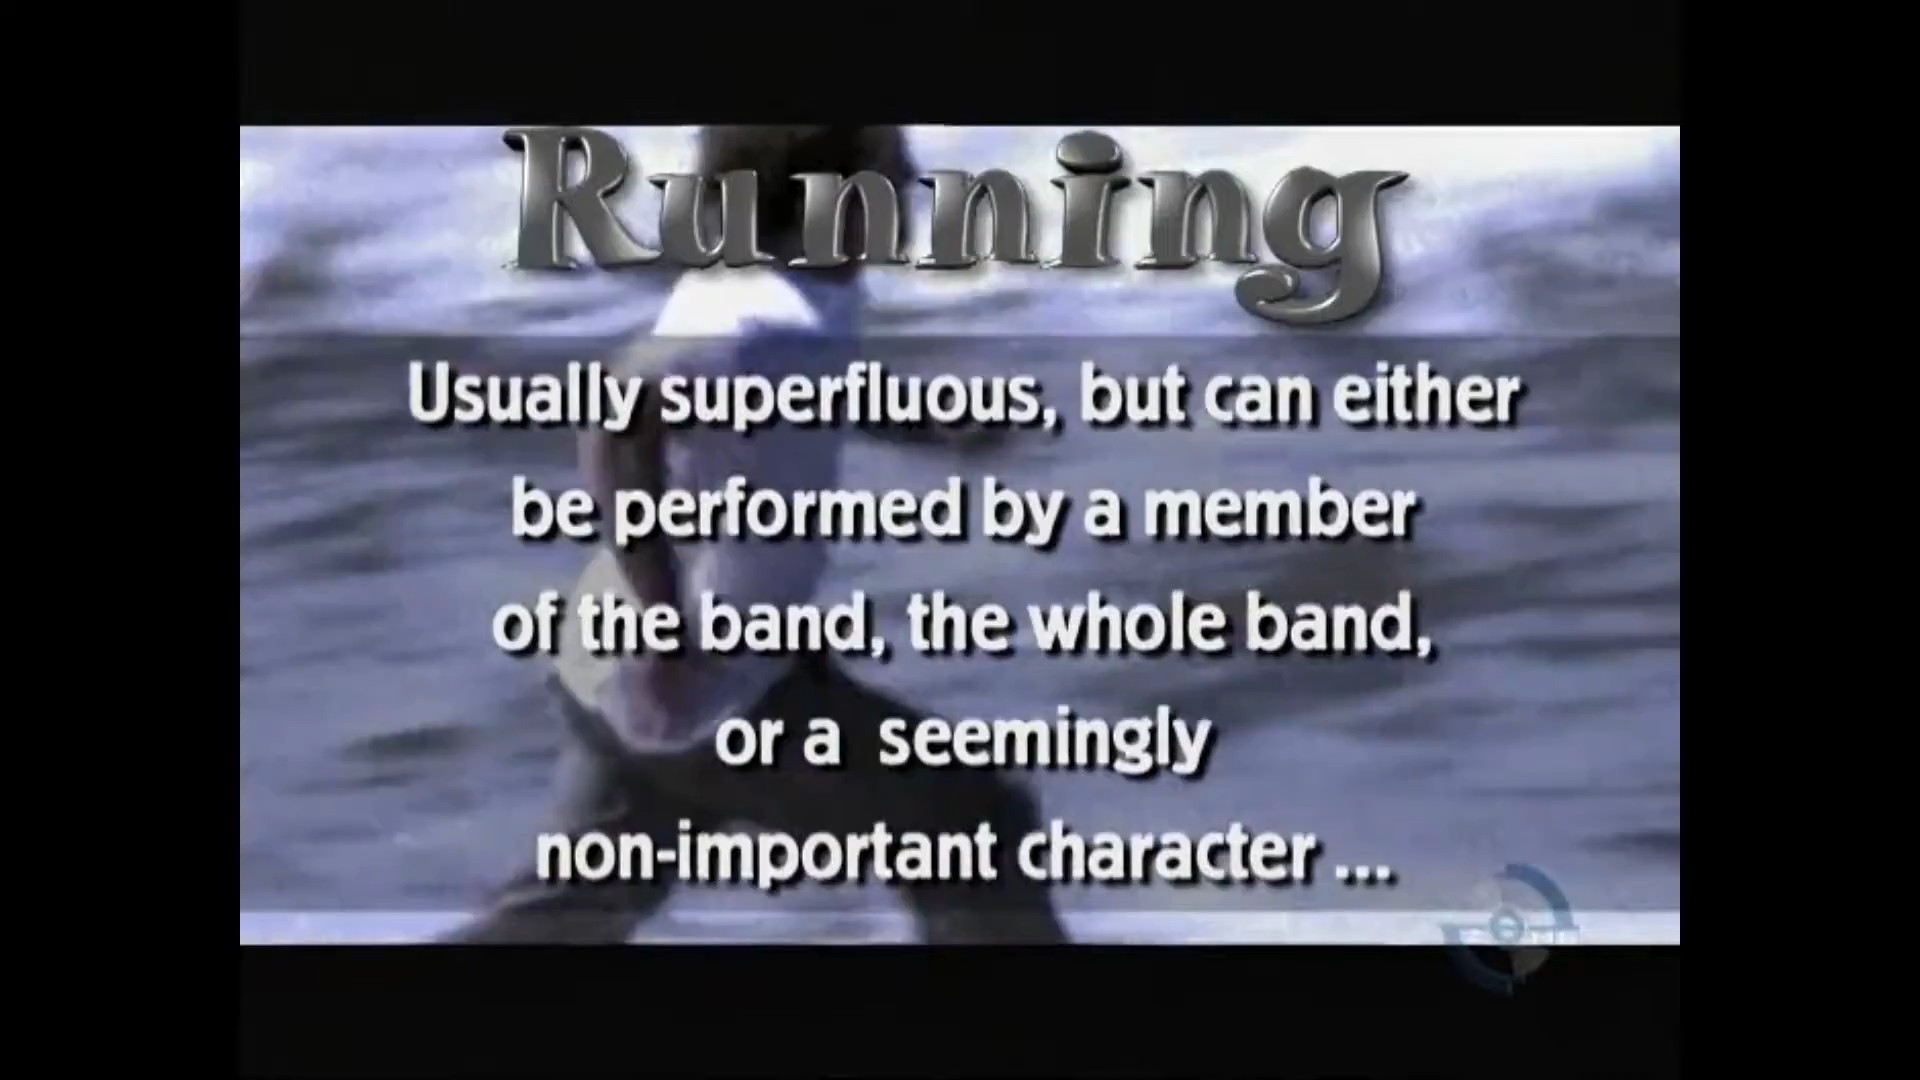 Running
Usually superfluous, but can either
be performed by a member
of the band, the whole band,
or a seemingly
non-important character ...